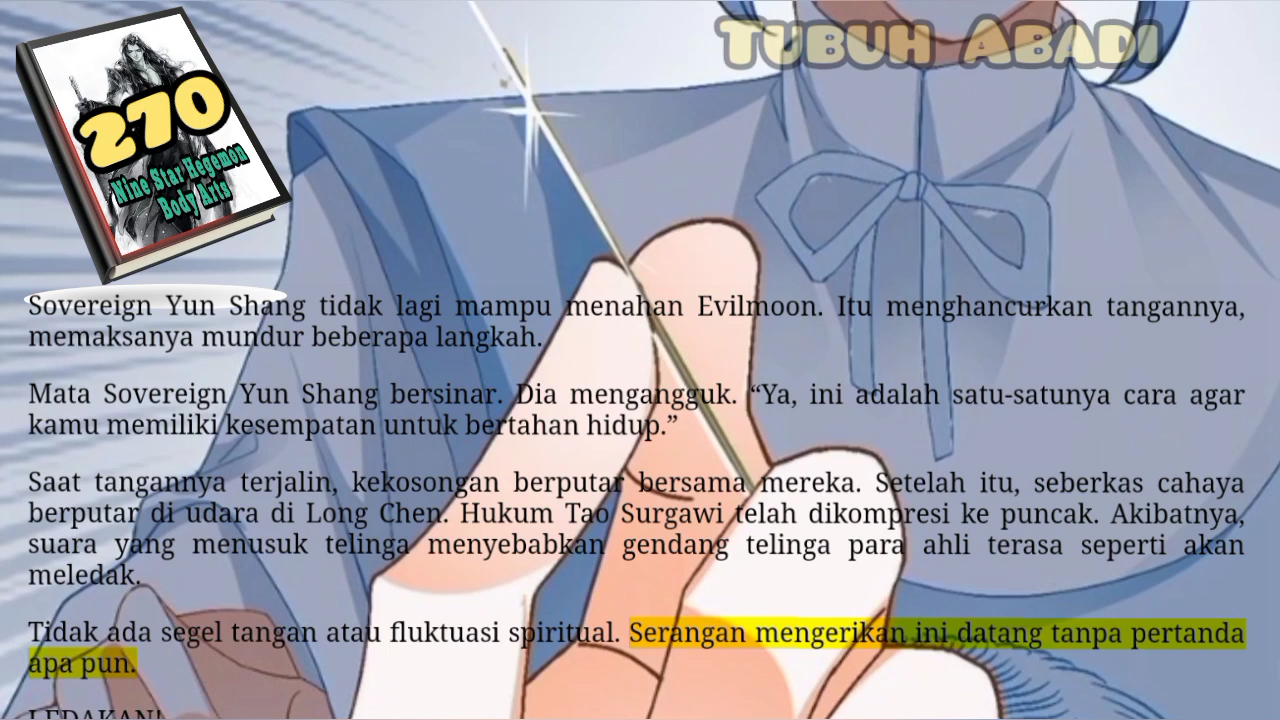 TUBUH ABADI
270
Nine Star Hegemon
Body Arts
Sovereign Yun Shang tidak lagi mampu menahan Evilmoon. Itu menghancurkan tangannya,
memaksanya mundur beberapa langkah.
Mata Sovereign Yun Shang bersinar. Dia mengangguk. “Ya, ini adalah satu-satunya cara agar
kamu memiliki kesempatan untuk bertahan hidup.”
Saat tangannya terjalin, kekosongan berputar bersama mereka. Setelah itu, seberkas cahaya
berputar di udara di Long Chen. Hukum Tao Surgawi telah dikompresi ke puncak. Akibatnya,
suara yang menusuk telinga menyebabkan gendang telinga para ahli terasa seperti akan
meledak.
Tidak ada segel tangan atau fluktuasi spiritual. Serangan mengerikan ini datang tanpa pertanda
apa pun.
LEDAKAN!